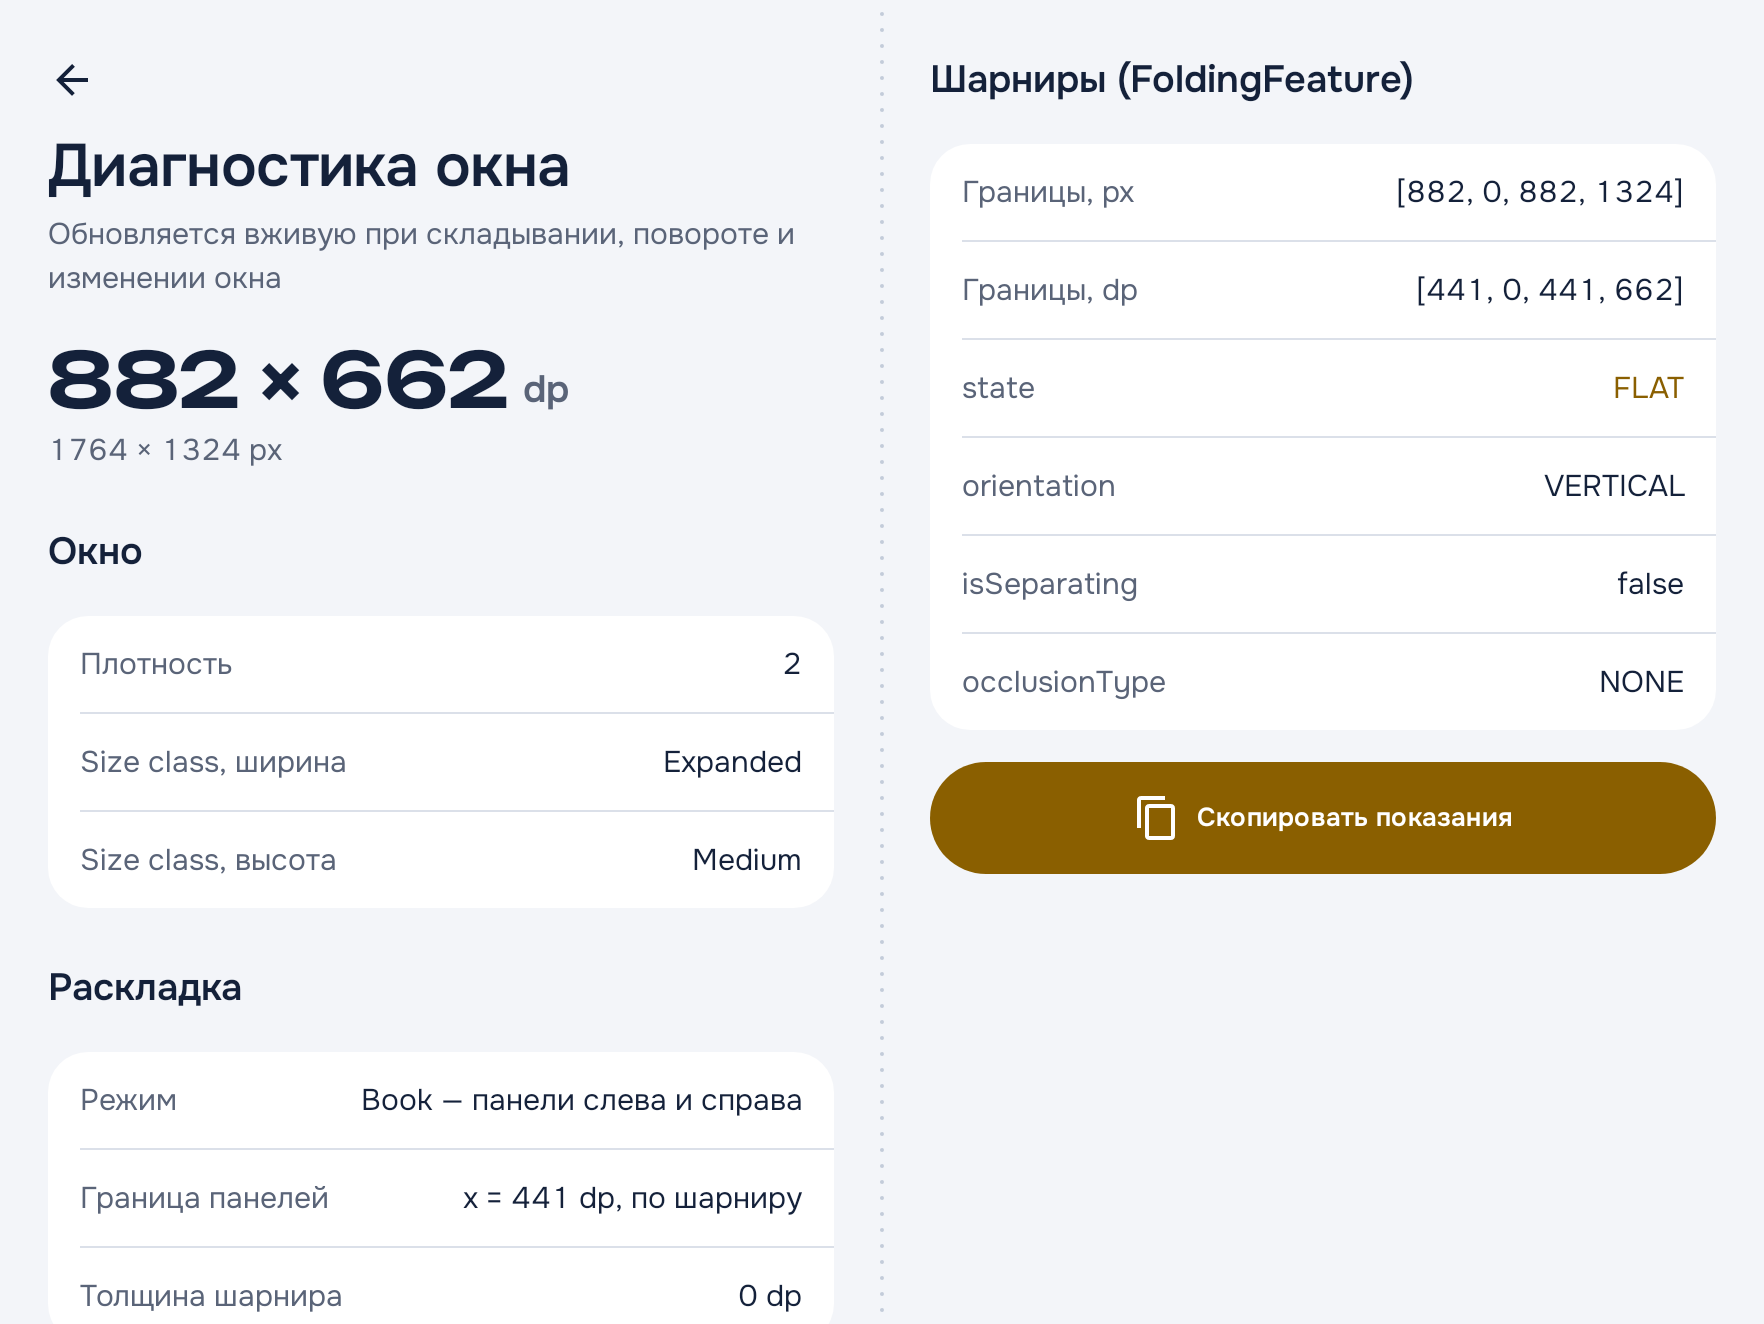 Диагностика окна
Обновляется вживую при складывании, повороте и
изменении окна
882 × 662 dp
1764 × 1324 px
Окно
Плотность 2
Size class, ширина Expanded
Size class, высота Medium
Раскладка
Режим Book — панели слева и справа
Граница панелей x = 441 dp, по шарниру
Толщина шарнира 0 dp
Шарниры (FoldingFeature)
Границы, px [882, 0, 882, 1324]
Границы, dp [441, 0, 441, 662]
state FLAT
orientation VERTICAL
isSeparating false
occlusionType NONE
Скопировать показания